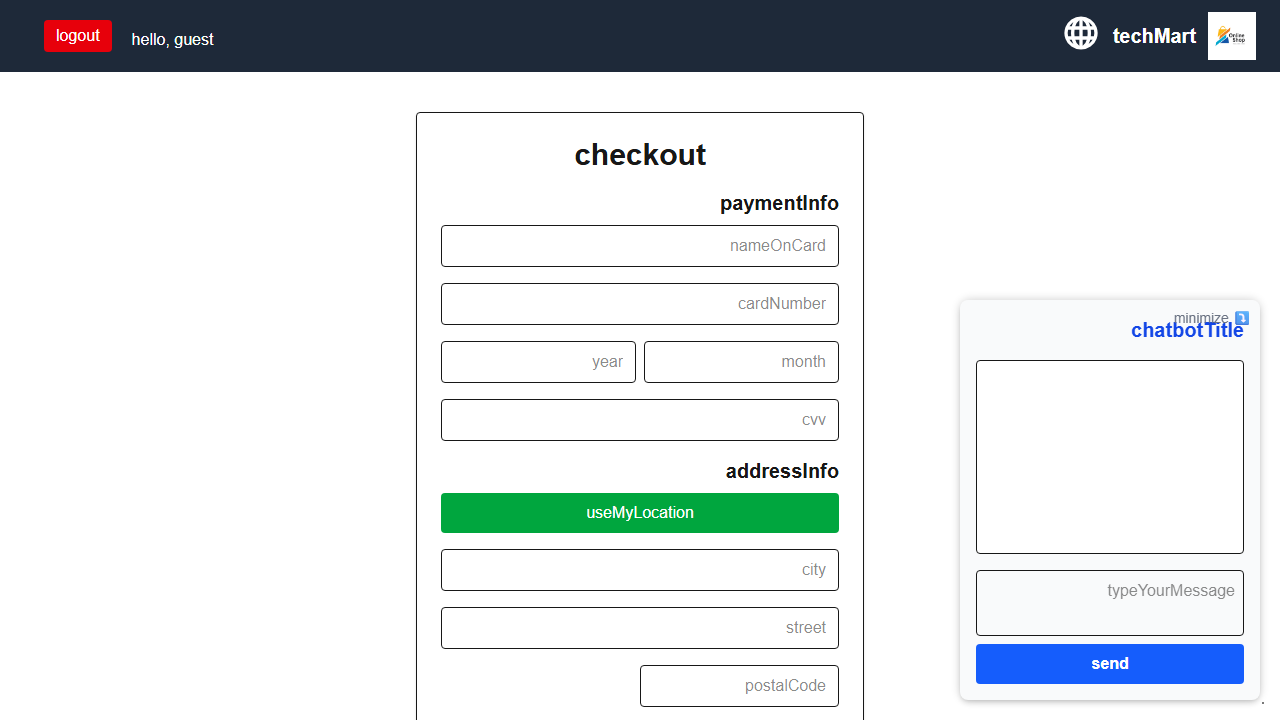 logout
hello, guest
techMart
Online
Shop
checkout
paymentInfo
nameOnCard
cardNumber
month
year
cvv
addressInfo
useMyLocation
city
street
postalCode
minimize
chatbotTitle
typeYourMessage
send